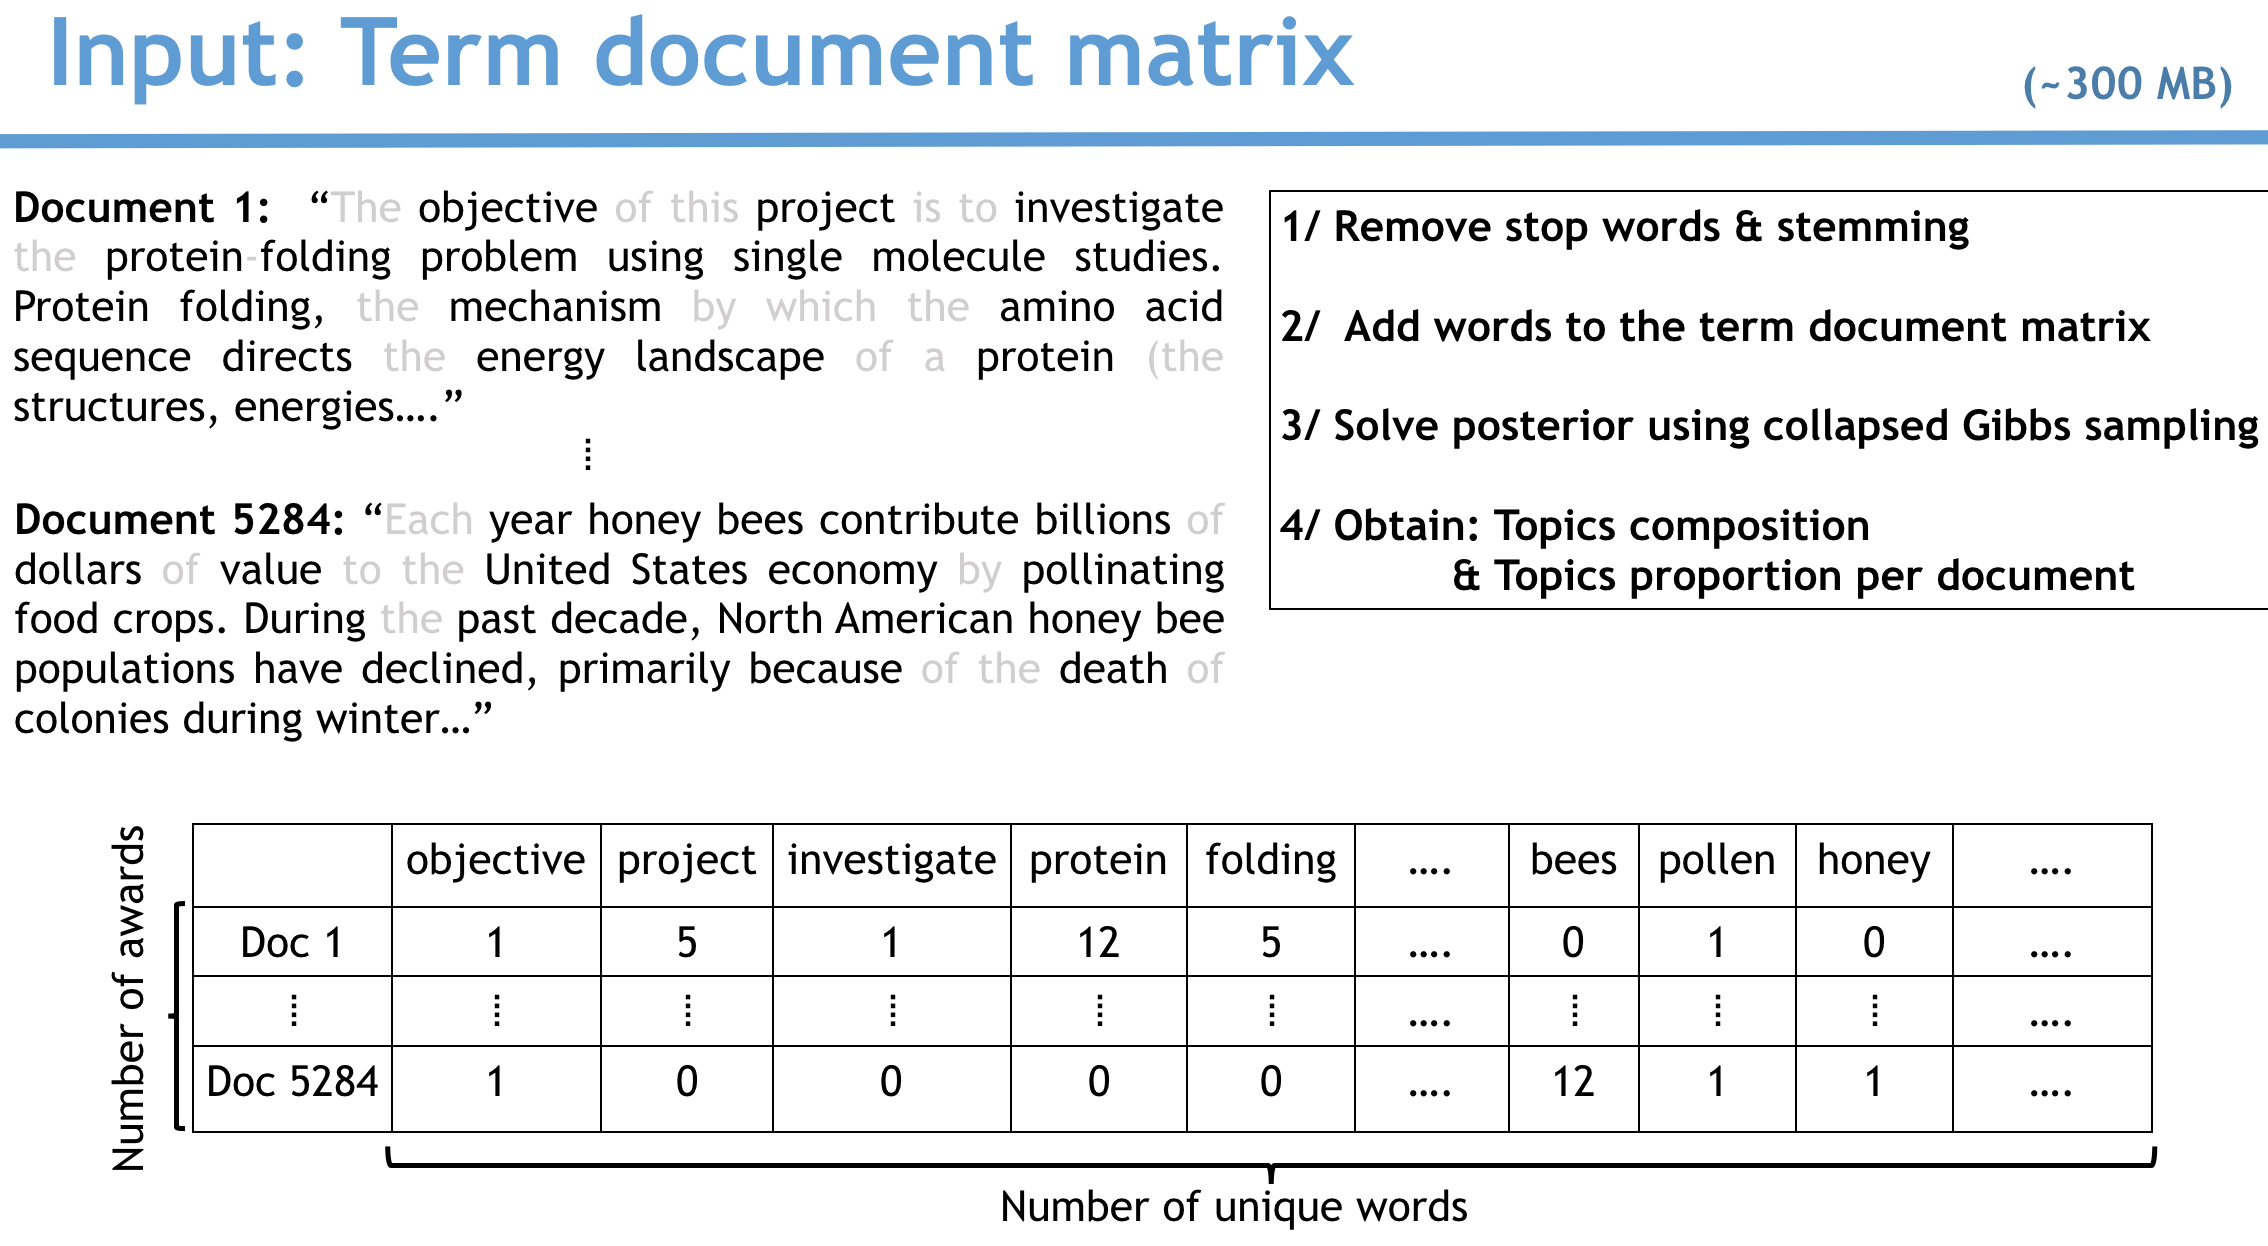 Input: Term document matrix
(~300 MB)
Document 1: “The objective of this project is to investigate
the protein-folding problem using single molecule studies.
Protein folding, the mechanism by which the amino acid
sequence directs the energy landscape of a protein (the
structures, energies….”
⁞
Document 5284: “Each year honey bees contribute billions of
dollars of value to the United States economy by pollinating
food crops. During the past decade, North American honey bee
populations have declined, primarily because of the death of
colonies during winter…”
1/ Remove stop words & stemming
2/ Add words to the term document matrix
3/ Solve posterior using collapsed Gibbs sampling
4/ Obtain: Topics composition
& Topics proportion per document
Number of awards
objective project investigate protein folding …. bees pollen honey ….
Doc 1 1 5 1 12 5 …. 0 1 0 ….
⁞ ⁞ ⁞ ⁞ ⁞ ⁞ …. ⁞ ⁞ ⁞ ….
Doc 5284 1 0 0 0 0 …. 12 1 1 ….
Number of unique words